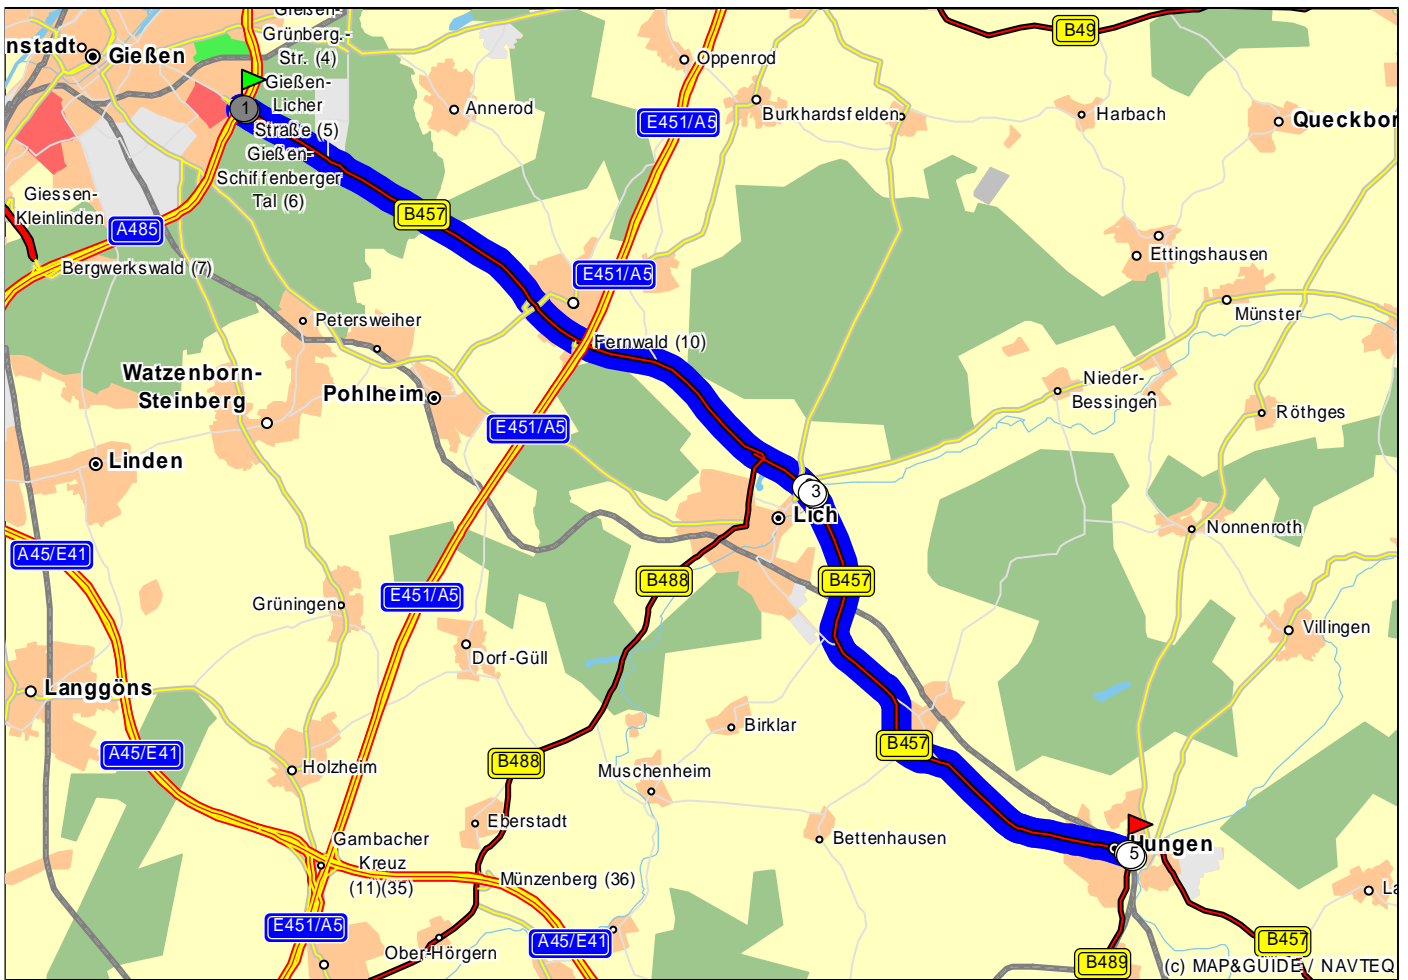 Gießen-
Grünberg.-
Str. (4)
nstadt
Gießen
Oppenrod
B49
1
Gießen-
Licher
Straße (5)
Annerod
E451/A5
Burkhardsfelden
Harbach
Queckbor
Gießen-
Schiffenberger
Tal (6)
Giessen-
Kleinlinden
A485
B457
Bergwerkswald (7)
E451/A5
Ettingshausen
Petersweiher
Fernwald (10)
Münster
Watzenborn-
Steinberg
Pohlheim
Nieder-
Bessingen
Röthges
E451/A5
Linden
3
Lich
Nonnenroth
A45/E41
B488
B457
E451/A5
Grüningen
Villingen
Dorf-Güll
Langgöns
Birklar
A45/E41
B457
Holzheim
B488
Muschenheim
Eberstadt
Bettenhausen
Gambacher
Kreuz
(11)(35)
5
Hungen
Münzenberg (36)
La
E451/A5
Ober-Hörgern
A45/E41
B489
B457
(c) MAP&GUIDE / NAVTEQ